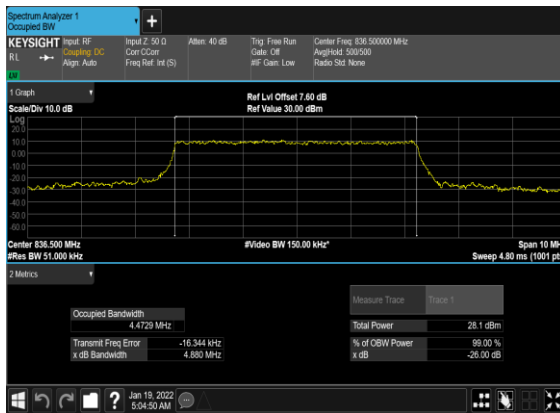 Spectrum Analyzer 1
Occupied BW
KEYSIGHT
RL
Input: RF
Coupling: DC
Align: Auto
Input Z: 50 Ω
Corr CCorr
Freq Ref: Int (S)
Atten: 40 dB
Trig: Free Run
Gate: Off
#IF Gain: Low
Center Freq: 836.500000 MHz
Avg|Hold: 500/500
Radio Std: None
1 Graph
Scale/Div 10.0 dB
Ref Lvl Offset 7.60 dB
Ref Value 30.00 dBm
Log
20.0
10.0
0.00
-10.0
-20.0
-30.0
-40.0
-50.0
-60.0
Center 836.500 MHz
#Res BW 51.000 kHz
#Video BW 150.00 kHz*
Span 10 MH
Sweep 4.80 ms (1001 pt
2 Metrics
Measure Trace Trace 1
Occupied Bandwidth
4.4729 MHz
Total Power 28.1 dBm
Transmit Freq Error -16.344 kHz
% of OBW Power 99.00 %
x dB Bandwidth 4.880 MHz
x dB -26.00 dB
?
Jan 19, 2022
5:04:50 AM